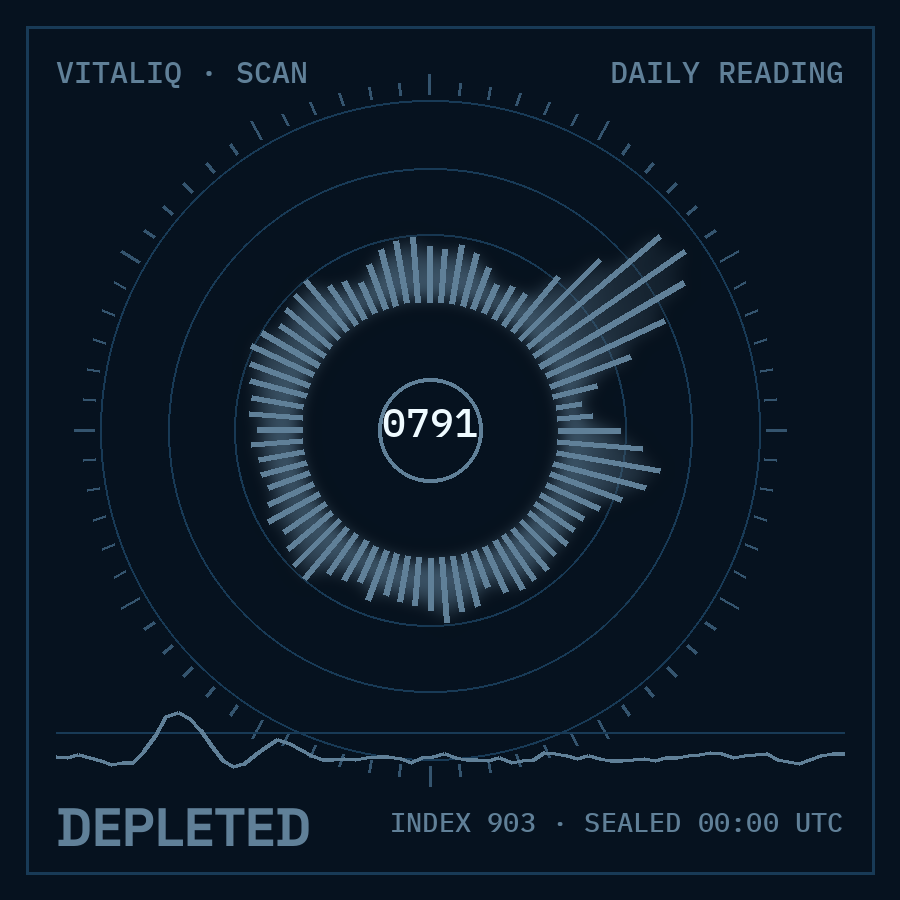 VITALIQ · SCAN
DAILY READING
0791
DEPLETED
INDEX 903 · SEALED 00:00 UTC